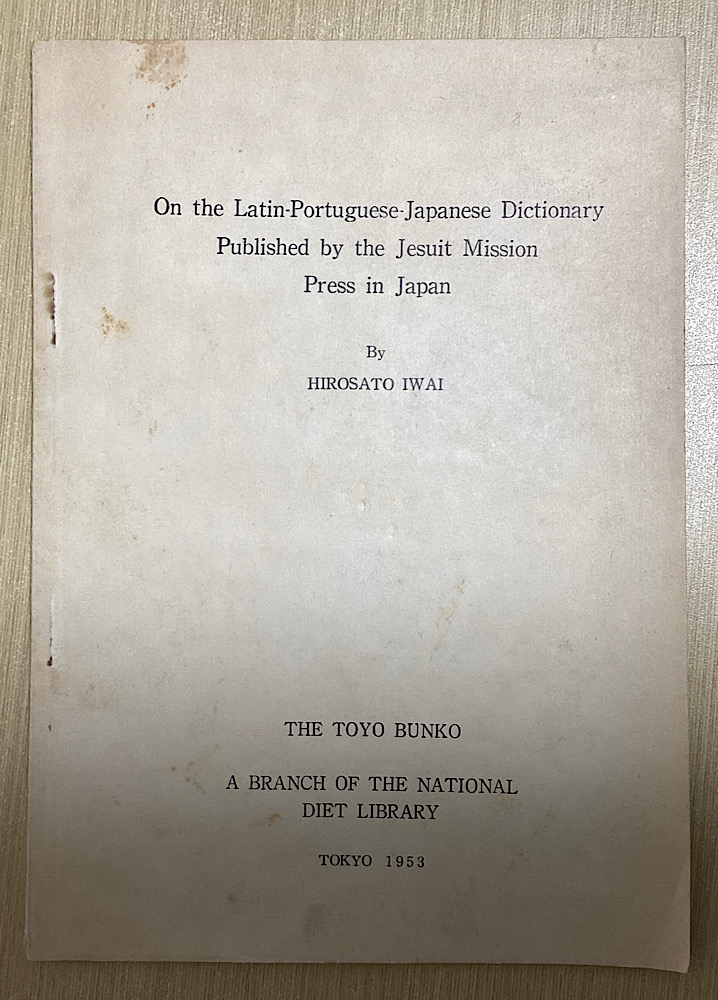 On the Latin-Portuguese-Japanese Dictionary
Published by the Jesuit Mission
Press in Japan
By
HIROSATO IWAI
THE TOYO BUNKO
A BRANCH OF THE NATIONAL
DIET LIBRARY
TOKYO 1953